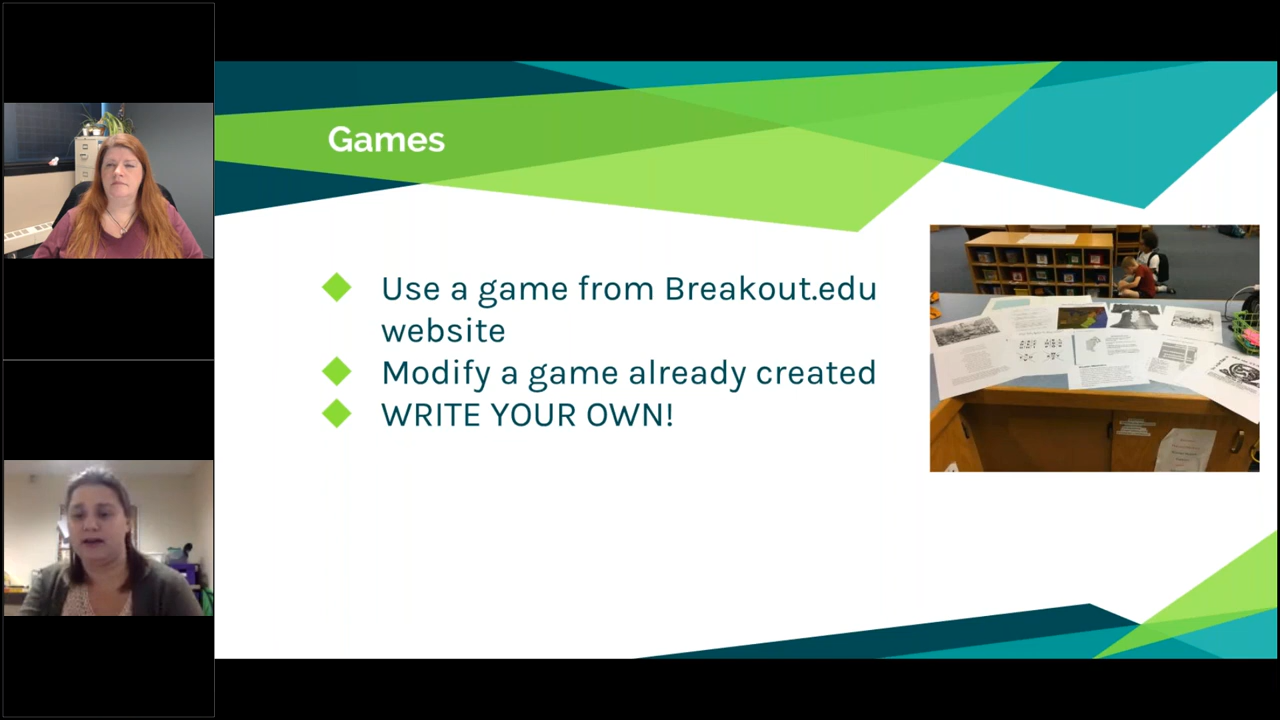 Games
Use a game from Breakout.edu
website
Modify a game already created
WRITE YOUR OWN!